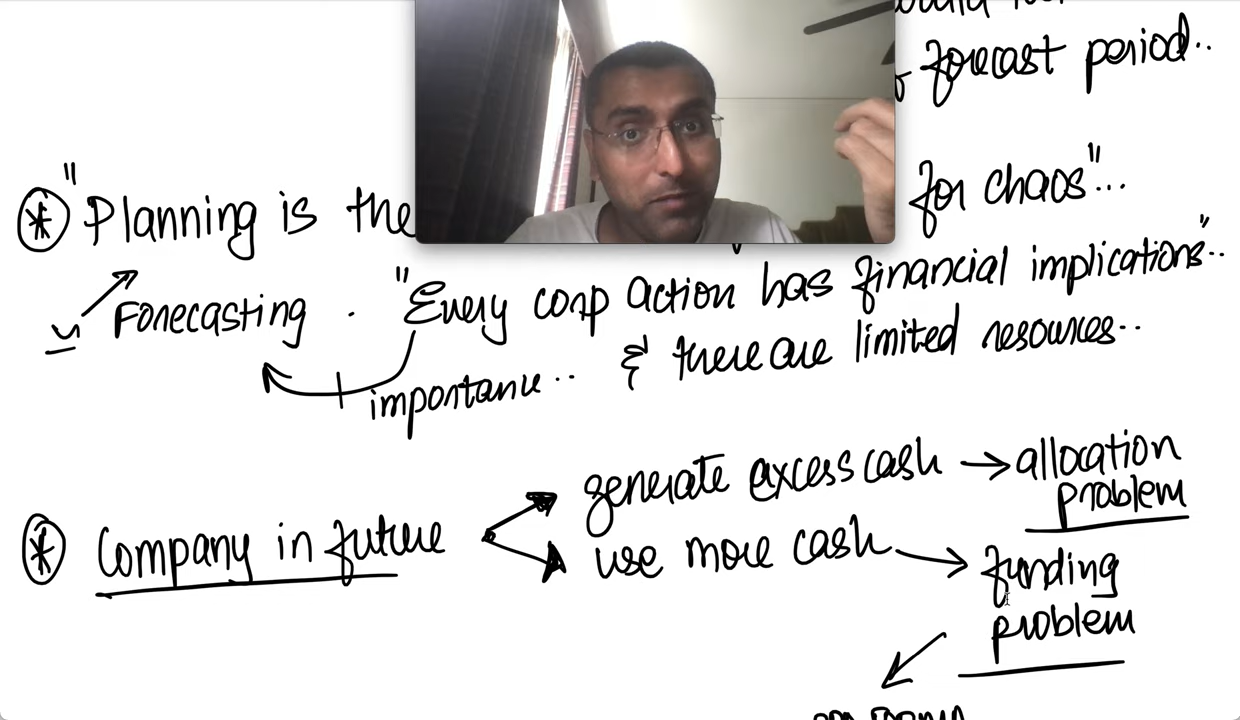 forecast period..
"Planning is the for chaos"...
Forecasting . "Every corp action has financial implications"..
importance.. & there are limited resources..
generate excess cash → allocation problem
Company in future
use more cash → funding problem